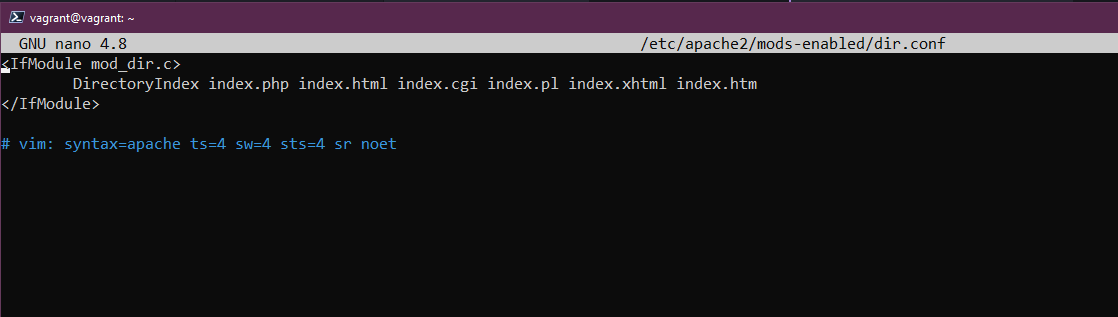 vagrant@vagrant: ~
GNU nano 4.8 /etc/apache2/mods-enabled/dir.conf
<IfModule mod_dir.c>
DirectoryIndex index.php index.html index.cgi index.pl index.xhtml index.htm
</IfModule>
# vim: syntax=apache ts=4 sw=4 sts=4 sr noet